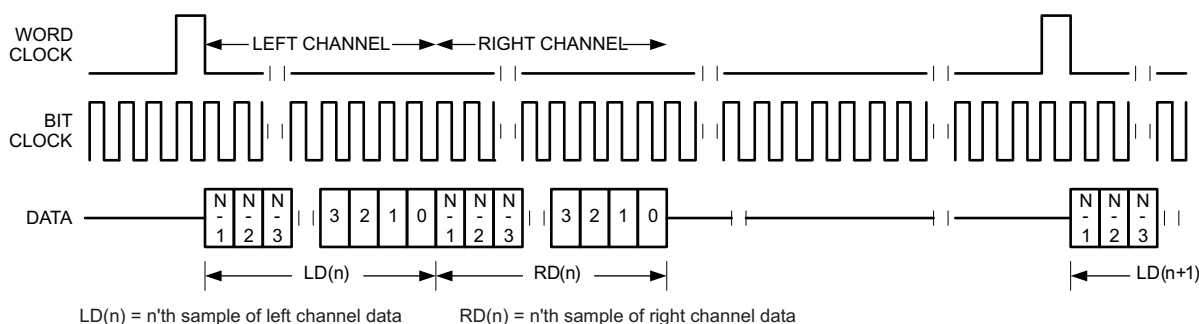 WORD
CLOCK
LEFT CHANNEL
RIGHT CHANNEL
BIT
CLOCK
DATA
N-1 N-2 N-3 3 2 1 0 N-1 N-2 N-3 3 2 1 0 N-1 N-2 N-3
LD(n) RD(n) LD(n+1)
LD(n) = n'th sample of left channel data RD(n) = n'th sample of right channel data